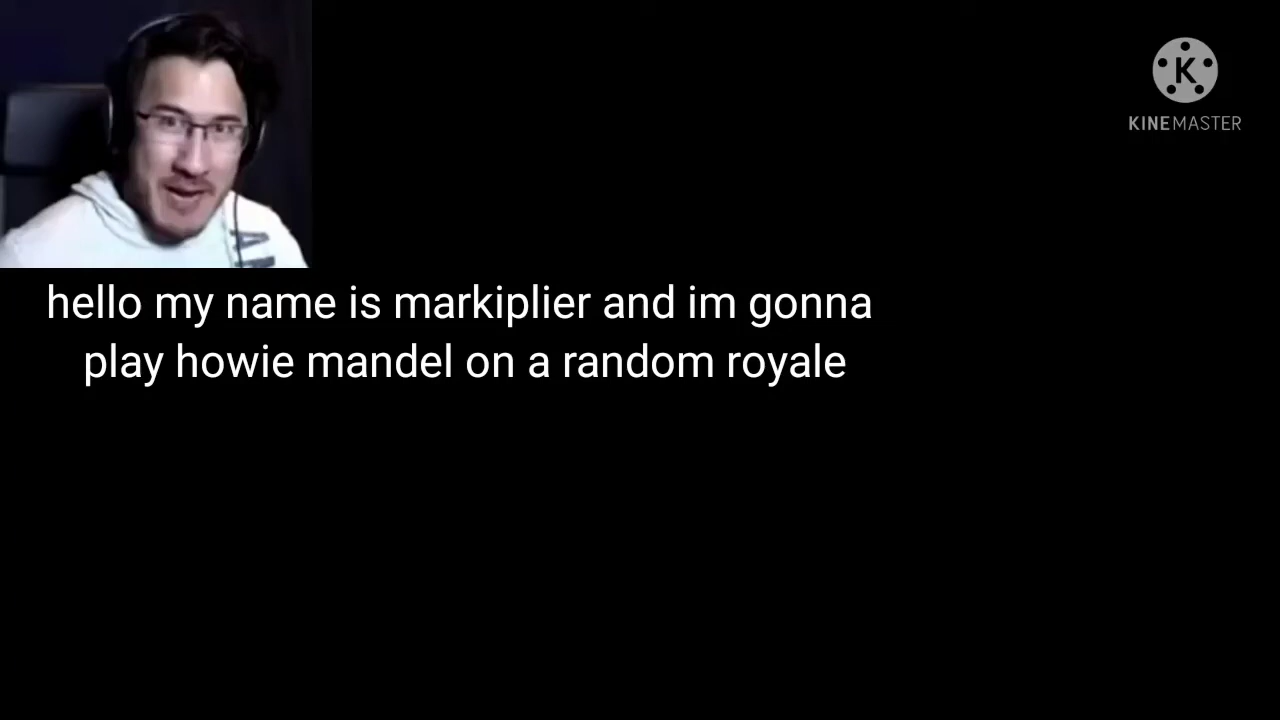 K
KINEMASTER
hello my name is markiplier and im gonna
play howie mandel on a random royale